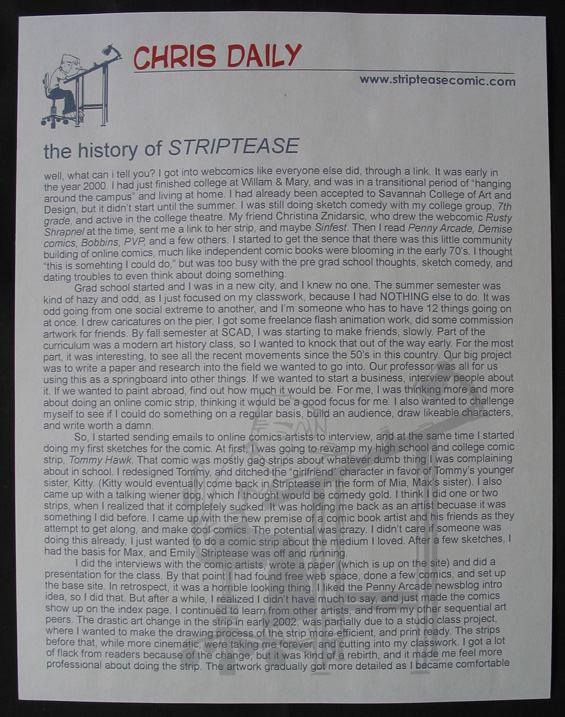 CHRIS DAILY
www.stripteasecomic.com
the history of STRIPTEASE
well, what can i tell you? I got into webcomics like everyone else did, through a link. It was early in
the year 2000. I had just finished college at Willam & Mary, and was in a transitional period of "hanging
around the campus" and living at home. I had already been accepted to Savannah College of Art and
Design, but it didn't start until the summer. I was still doing sketch comedy with my college group, 7th
grade, and active in the college theatre. My friend Christina Znidarsic, who drew the webcomic Rusty
Shrapnel at the time, sent me a link to her strip, and maybe Sinfest. Then I read Penny Arcade, Demise
comics, Bobbins, PVP, and a few others. I started to get the sence that there was this little community
building of online comics, much like independent comic books were blooming in the early 70's. I thought
"this is somehting I could do," but was too busy with the pre grad school thoughts, sketch comedy, and
dating troubles to even think about doing something.
Grad school started and I was in a new city, and I knew no one. The summer semester was
kind of hazy and odd, as I just focused on my classwork, because I had NOTHING else to do. It was
odd going from one social extreme to another, and I'm someone who has to have 12 things going on
at once. I drew caricatures on the pier, I got some freelance flash animation work, did some commission
artwork for friends. By fall semester at SCAD, I was starting to make friends, slowly. Part of the
curriculum was a modern art history class, so I wanted to knock that out of the way early. For the most
part, it was interesting, to see all the recent movements since the 50's in this country. Our big project
was to write a paper and research into the field we wanted to go into. Our professor was all for us
using this as a springboard into other things. If we wanted to start a business, interview people about
it. If we wanted to paint abroad, find out how much it would be. For me, I was thinking more and more
about doing an online comic strip, thinking it would be a good focus for me. I also wanted to challenge
myself to see if I could do something on a regular basis, build an audience, draw likeable characters,
and write worth a damn.
So, I started sending emails to online comics artists to interview, and at the same time I started
doing my first sketches for the comic. At first, I was going to revamp my high school and college comic
strip, Tommy Hawk. That comic was mostly gag strips about whatever dumb thing I was complaining
about in school. I redesigned Tommy, and ditched the "girlfriend" character in favor of Tommy's younger
sister, Kitty. (Kitty would eventually come back in Striptease in the form of Mia, Max's sister). I also
came up with a talking wiener dog, which I thought would be comedy gold. I think I did one or two
strips, when I realized that it completely sucked. It was holding me back as an artist becuase it was
something I did before. I came up with the new premise of a comic book artist and his friends as they
attempt to get along, and make cool comics. The potential was crazy. I didn't care if someone was
doing this already, I just wanted to do a comic strip about the medium I loved. After a few sketches, I
had the basis for Max, and Emily. Striptease was off and running.
I did the interviews with the comic artists, wrote a paper (which is up on the site) and did a
presentation for the class. By that point I had found free web space, done a few comics, and set up
the base site. In retrospect, it was a horrible looking thing. I liked the Penny Arcade newsblog intro
idea, so I did that. But after a while, I realized I didn't have much to say, and just made the comics
show up on the index page. I continued to learn from other artists, and from my other sequential art
peers. The drastic art change in the strip in early 2002, was partially due to a studio class project,
where I wanted to make the drawing process of the strip more efficient, and print ready. The strips
before that, while more cinematic, were taking me forever, and cutting into my classwork. I got a lot
of flack from readers because of the change, but it was kind of a rebirth, and it made me feel more
professional about doing the strip. The artwork gradually got more detailed as I became comfortable